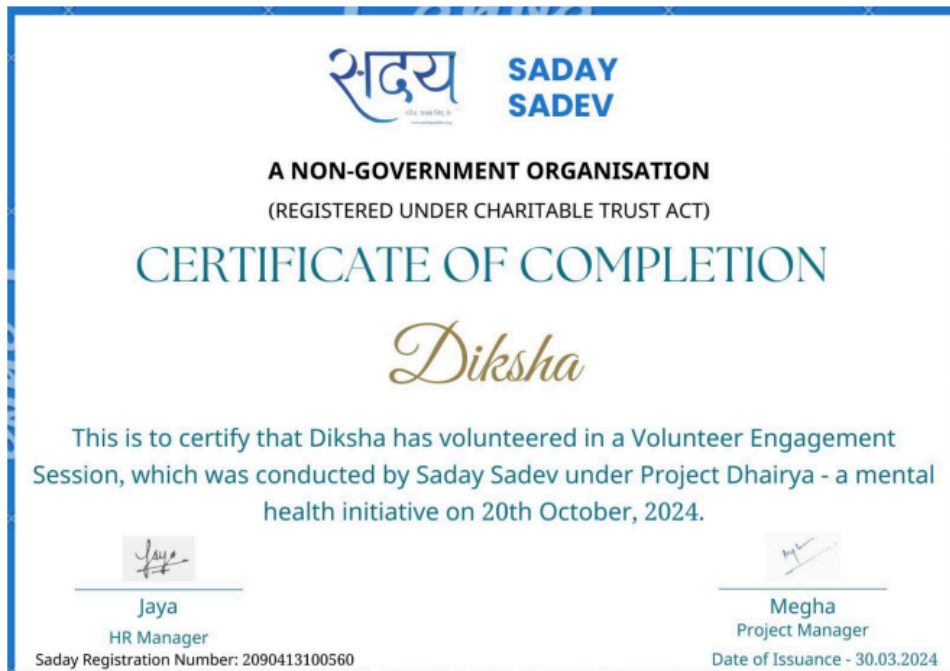 सदय
SADAY
SADEV
A NON-GOVERNMENT ORGANISATION
(REGISTERED UNDER CHARITABLE TRUST ACT)
CERTIFICATE OF COMPLETION
Diksha
This is to certify that Diksha has volunteered in a Volunteer Engagement
Session, which was conducted by Saday Sadev under Project Dhairya - a mental
health initiative on 20th October, 2024.
Jaya
Jaya
HR Manager
Saday Registration Number: 2090413100560
Megha
Project Manager
Date of Issuance - 30.03.2024